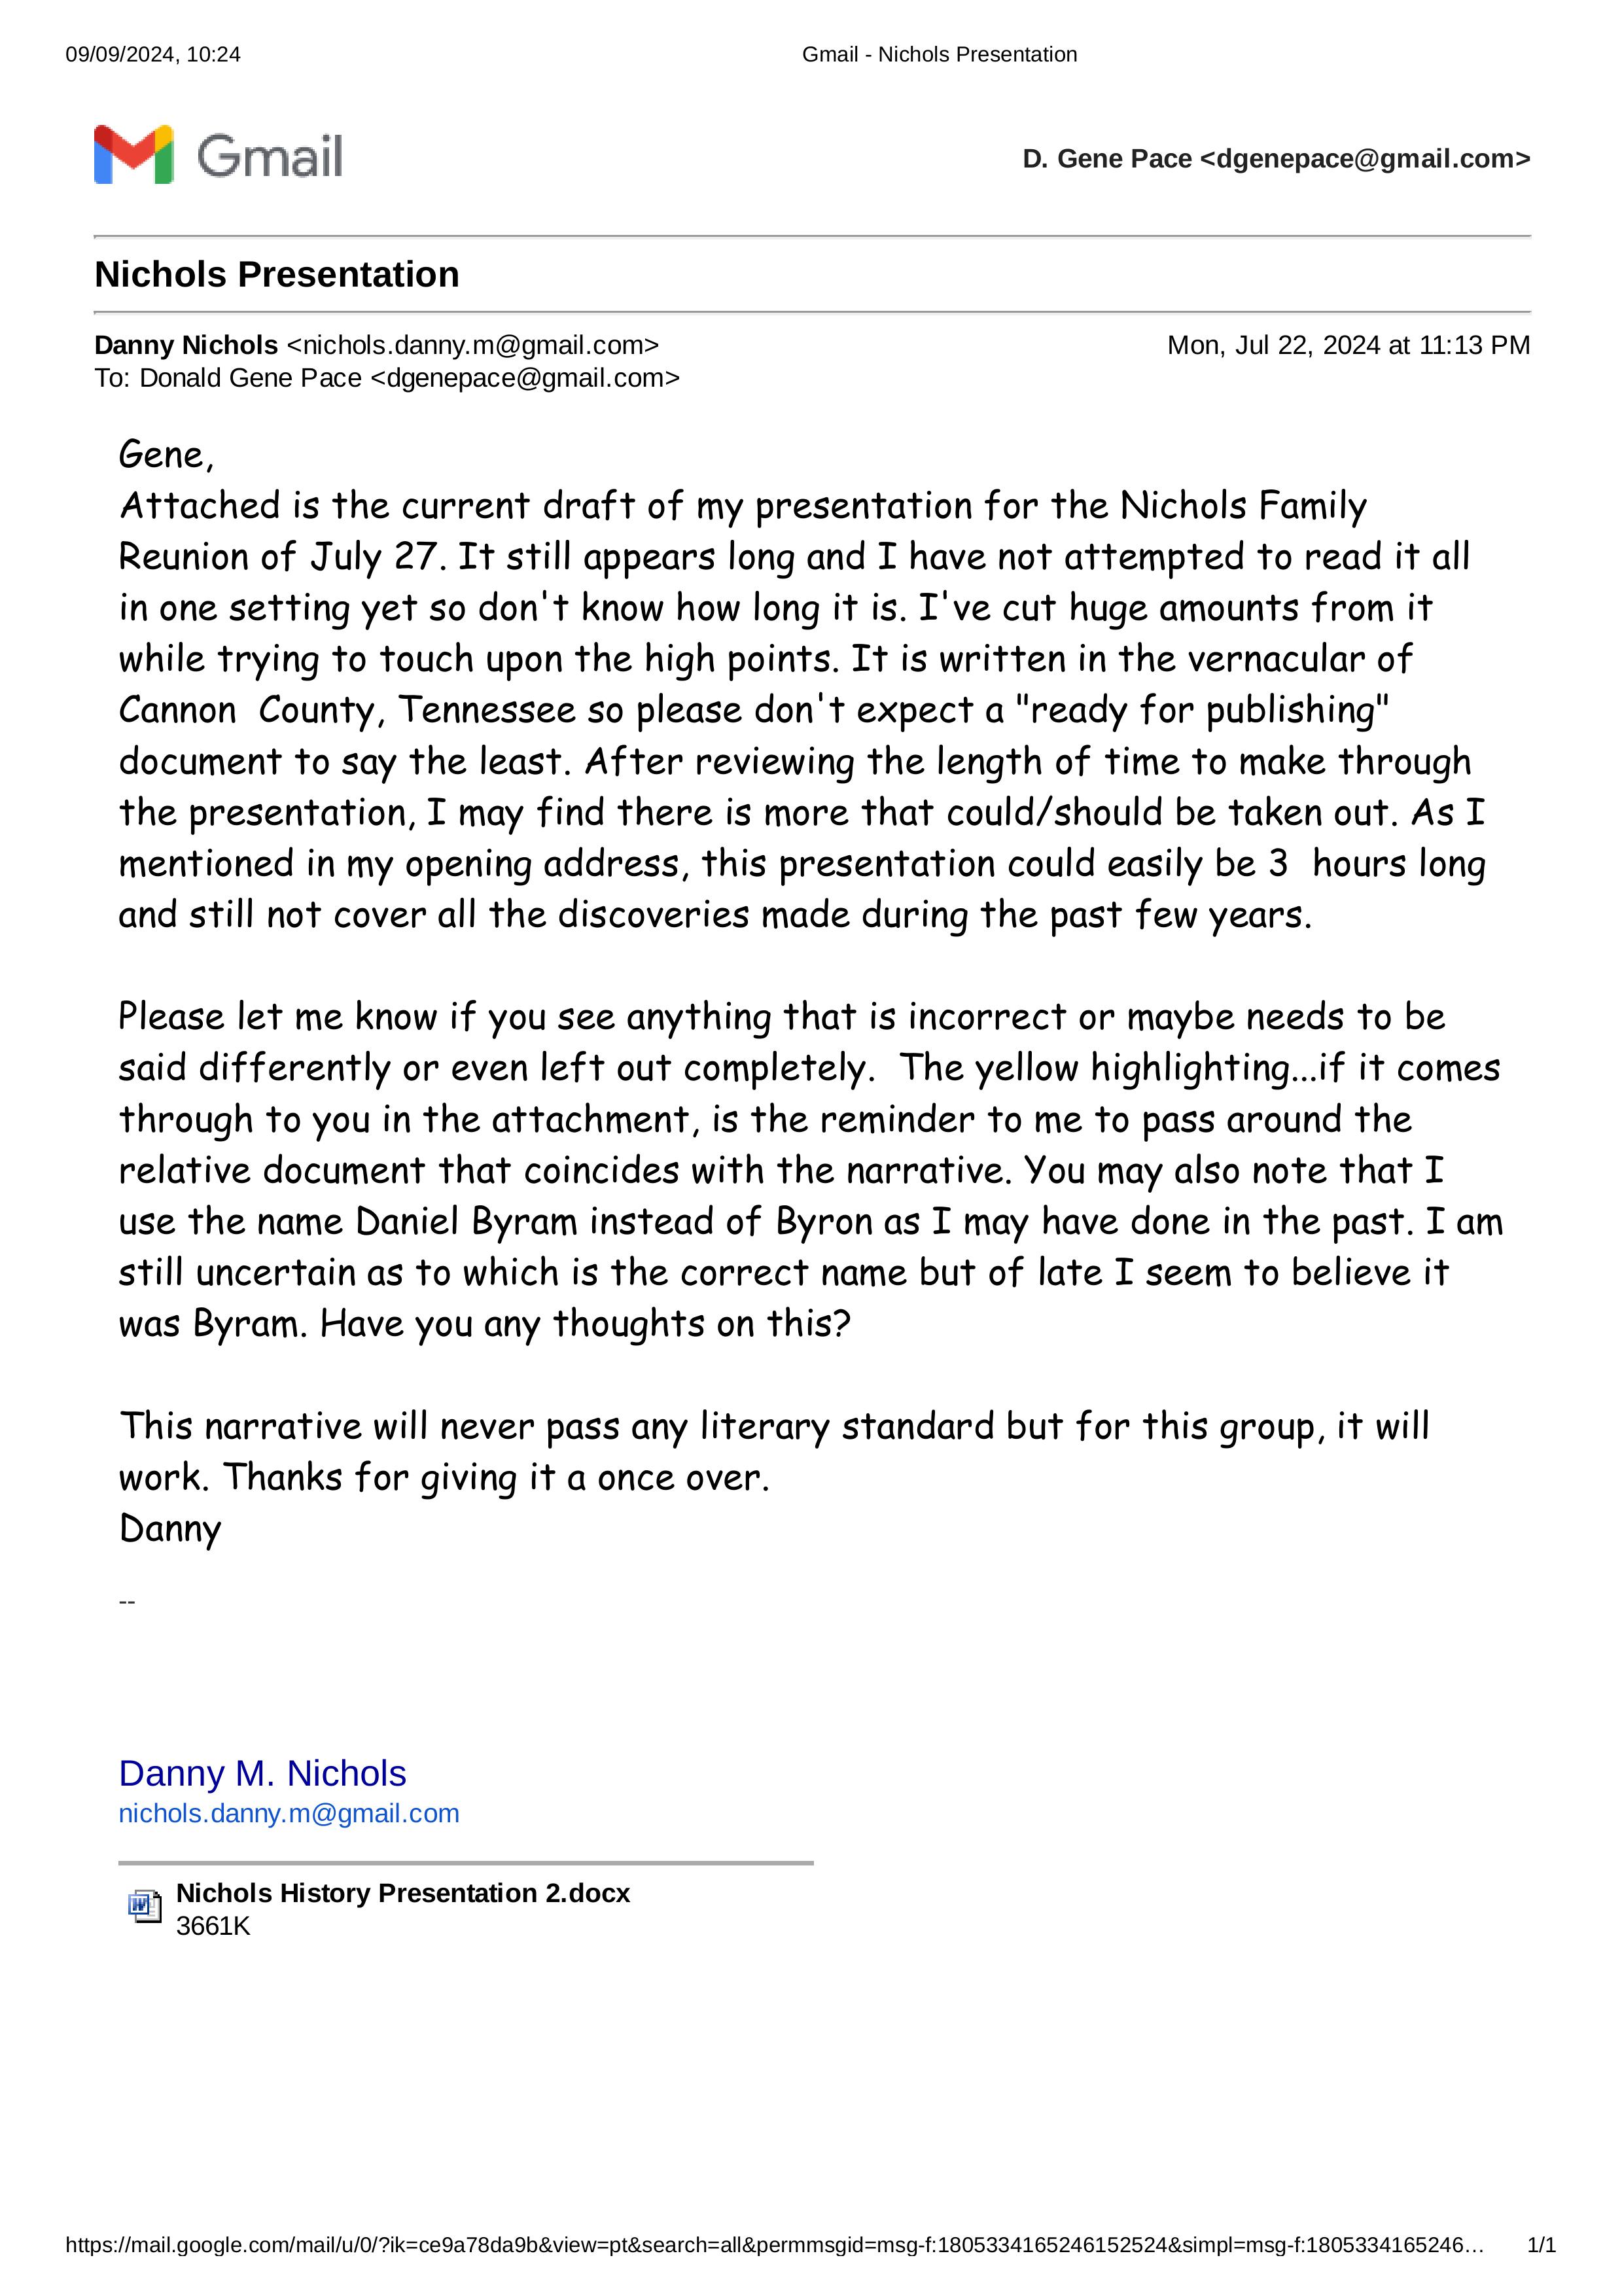 09/09/2024, 10:24
Gmail - Nichols Presentation
Gmail
D. Gene Pace <dgenepace@gmail.com>
Nichols Presentation
Danny Nichols <nichols.danny.m@gmail.com>
Mon, Jul 22, 2024 at 11:13 PM
To: Donald Gene Pace <dgenepace@gmail.com>
Gene,
Attached is the current draft of my presentation for the Nichols Family
Reunion of July 27. It still appears long and I have not attempted to read it all
in one setting yet so don't know how long it is. I've cut huge amounts from it
while trying to touch upon the high points. It is written in the vernacular of
Cannon  County, Tennessee so please don't expect a "ready for publishing"
document to say the least. After reviewing the length of time to make through
the presentation, I may find there is more that could/should be taken out. As I
mentioned in my opening address, this presentation could easily be 3  hours long
and still not cover all the discoveries made during the past few years.
Please let me know if you see anything that is incorrect or maybe needs to be
said differently or even left out completely.  The yellow highlighting...if it comes
through to you in the attachment, is the reminder to me to pass around the
relative document that coincides with the narrative. You may also note that I
use the name Daniel Byram instead of Byron as I may have done in the past. I am
still uncertain as to which is the correct name but of late I seem to believe it
was Byram. Have you any thoughts on this?
This narrative will never pass any literary standard but for this group, it will
work. Thanks for giving it a once over.
Danny
--
Danny M. Nichols
nichols.danny.m@gmail.com
Nichols History Presentation 2.docx
3661K
https://mail.google.com/mail/u/0/?ik=ce9a78da9b&view=pt&search=all&permmsgid=msg-f:1805334165246152524&simpl=msg-f:1805334165246…
1/1